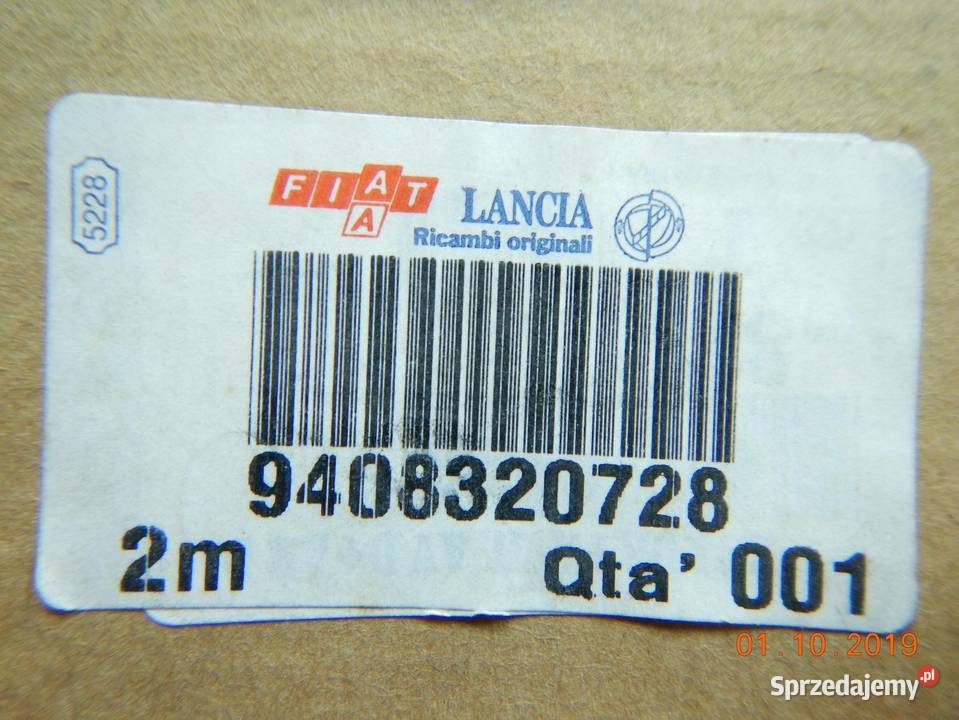 5228
FIAT
A
LANCIA
Ricambi originali
9408320728
2m Qta' 001
01.10.2019
Sprzedajemy.pl